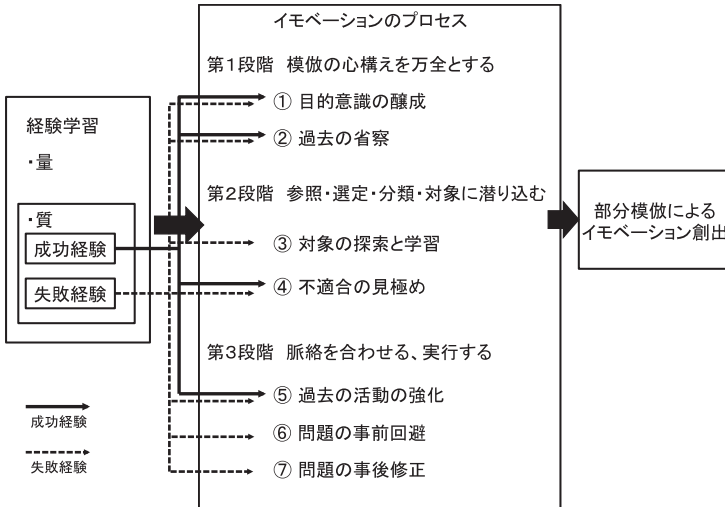 イモベーションのプロセス
第1段階 模倣の心構えを万全とする
① 目的意識の醸成
② 過去の省察
経験学習
・量
・質
成功経験
失敗経験
第2段階 参照・選定・分類・対象に潜り込む
③ 対象の探索と学習
④ 不適合の見極め
第3段階 脈絡を合わせる、実行する
⑤ 過去の活動の強化
⑥ 問題の事前回避
⑦ 問題の事後修正
部分模倣による
イモベーション創出
成功経験
失敗経験